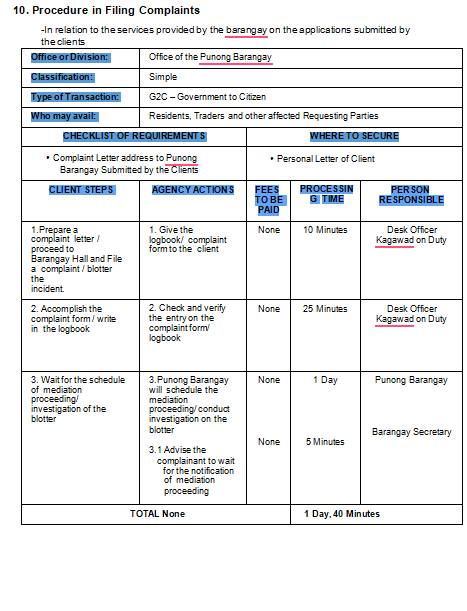 10. Procedure in Filing Complaints
-In relation to the services provided by the barangay on the applications submitted by
the clients
Office or Division: Office of the Punong Barangay
Classification: Simple
Type of Transaction: G2C – Government to Citizen
Who may avail: Residents, Traders and other affected Requesting Parties
CHECKLIST OF REQUIREMENTS WHERE TO SECURE
• Complaint Letter address to Punong
Barangay Submitted by the Clients
• Personal Letter of Client
CLIENT STEPS
AGENCY ACTIONS
FEES
TO BE
PAID
PROCESSIN
G TIME
PERSON
RESPONSIBLE
1.Prepare a
complaint letter /
proceed to
Barangay Hall and File
a complaint / blotter
the
incident.
1. Give the
logbook/ complaint
form to the client
None
10 Minutes
Desk Officer
Kagawad on Duty
2. Accomplish the
complaint form / write
in the logbook
2. Check and verify
the entry on the
complaint form/
logbook
None
25 Minutes
Desk Officer
Kagawad on Duty
3. Wait for the schedule
of mediation
proceeding/
investigation of the
blotter
3.Punong Barangay
will schedule the
mediation
proceeding/ conduct
investigation on the
blotter
None
1 Day
Punong Barangay
3.1 Advise the
complainant to wait
for the notification
of mediation
proceeding
None
5 Minutes
Barangay Secretary
TOTAL None
1 Day, 40 Minutes